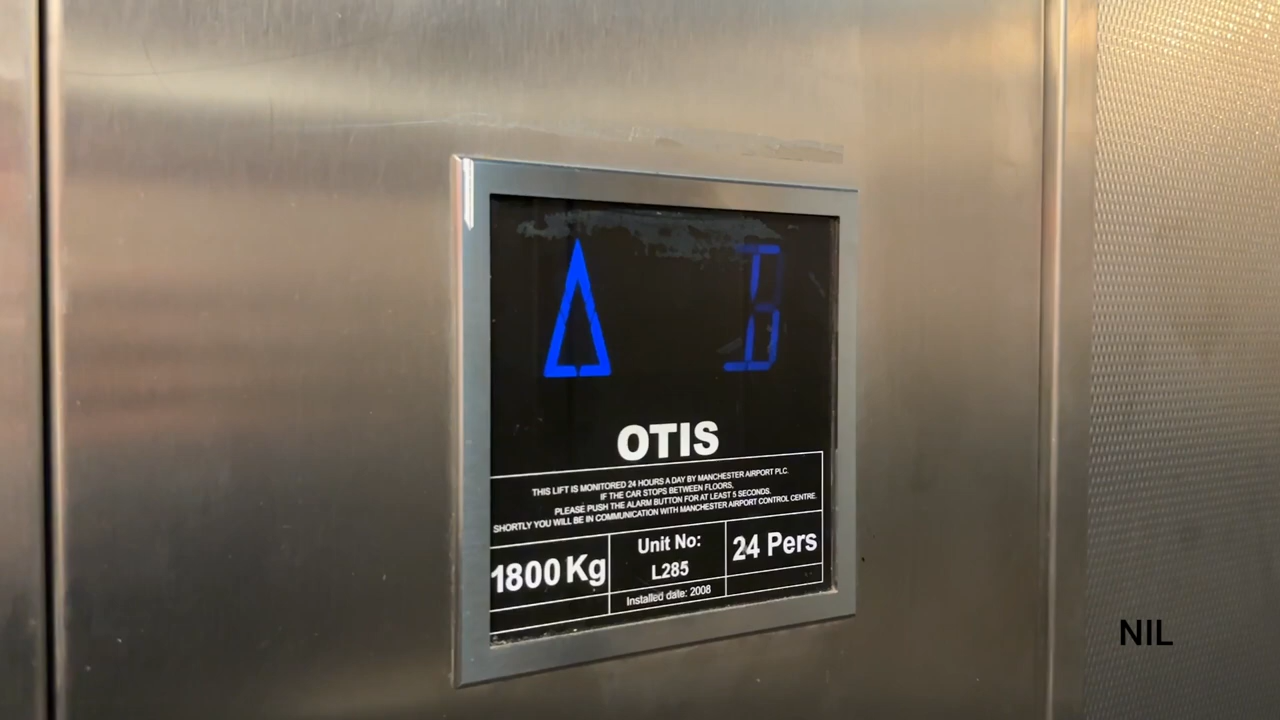 B
OTIS
THIS LIFT IS MONITORED 24 HOURS A DAY BY MANCHESTER AIRPORT PLC.
IF THE CAR STOPS BETWEEN FLOORS,
PLEASE PUSH THE ALARM BUTTON FOR AT LEAST 5 SECONDS.
SHORTLY YOU WILL BE IN COMMUNICATION WITH MANCHESTER AIRPORT CONTROL CENTRE.
1800 Kg
Unit No:
L285
Installed date: 2008
24 Pers
NIL